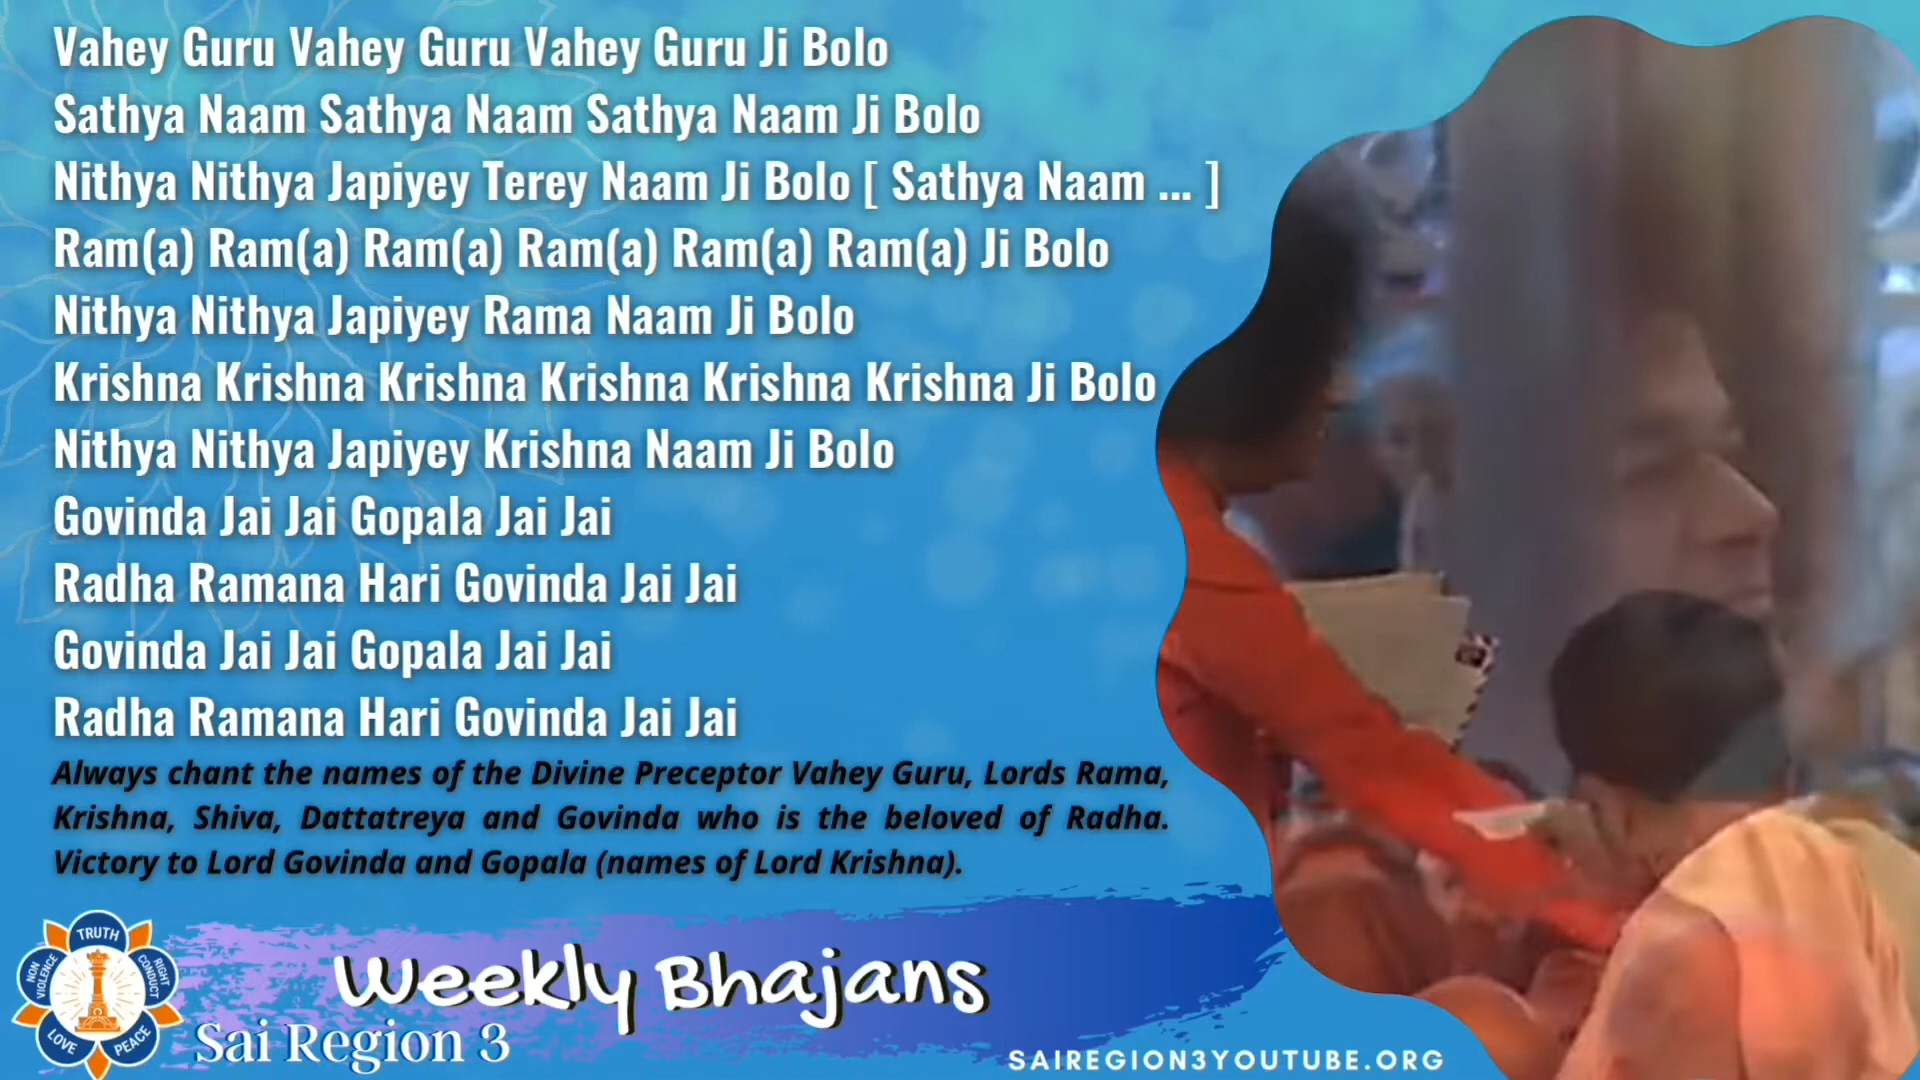 Vahey Guru Vahey Guru Vahey Guru Ji Bolo
Sathya Naam Sathya Naam Sathya Naam Ji Bolo
Nithya Nithya Japiyey Terey Naam Ji Bolo [ Sathya Naam ... ]
Ram(a) Ram(a) Ram(a) Ram(a) Ram(a) Ram(a) Ji Bolo
Nithya Nithya Japiyey Rama Naam Ji Bolo
Krishna Krishna Krishna Krishna Krishna Krishna Ji Bolo
Nithya Nithya Japiyey Krishna Naam Ji Bolo
Govinda Jai Jai Gopala Jai Jai
Radha Ramana Hari Govinda Jai Jai
Govinda Jai Jai Gopala Jai Jai
Radha Ramana Hari Govinda Jai Jai
Always chant the names of the Divine Preceptor Vahey Guru, Lords Rama,
Krishna, Shiva, Dattatreya and Govinda who is the beloved of Radha.
Victory to Lord Govinda and Gopala (names of Lord Krishna).
TRUTH
RIGHT CONDUCT
PEACE
LOVE
NON VIOLENCE
Weekly Bhajans
Sai Region 3
SAIREGION3YOUTUBE.ORG